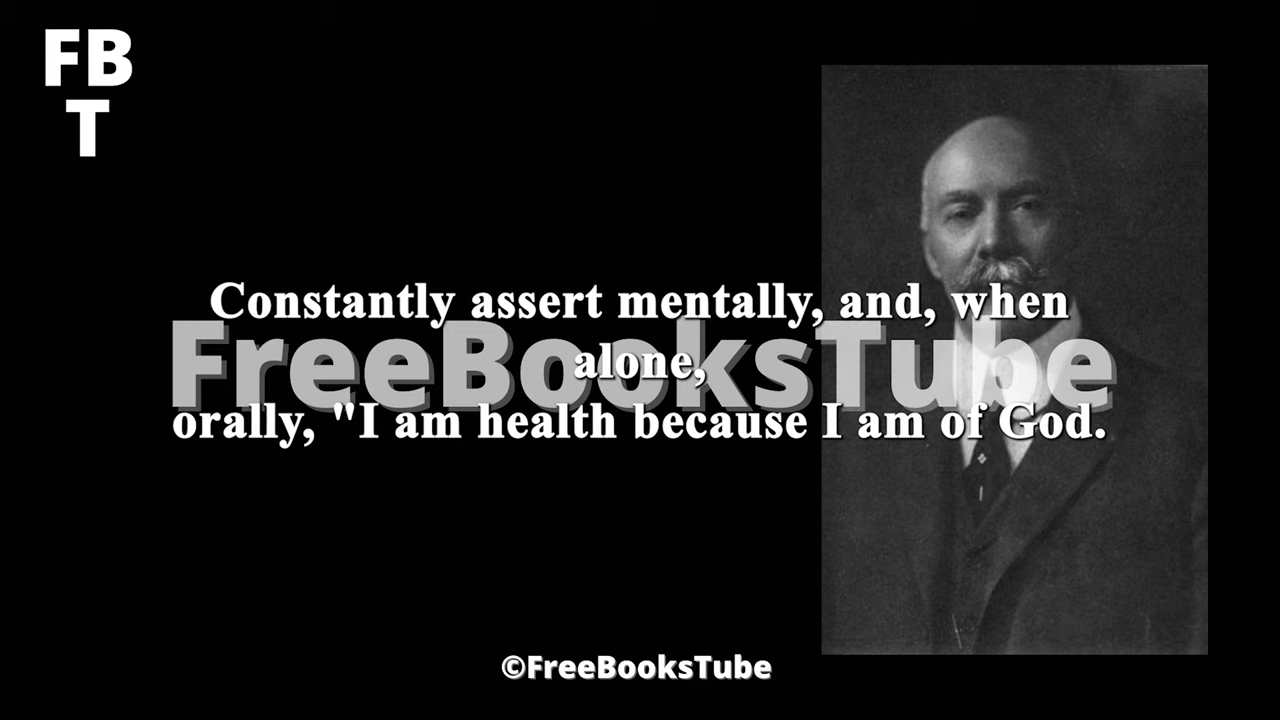 FB
T
Constantly assert mentally, and, when
FreeBooksTube
alone,
orally, "I am health because I am of God.
©FreeBooksTube